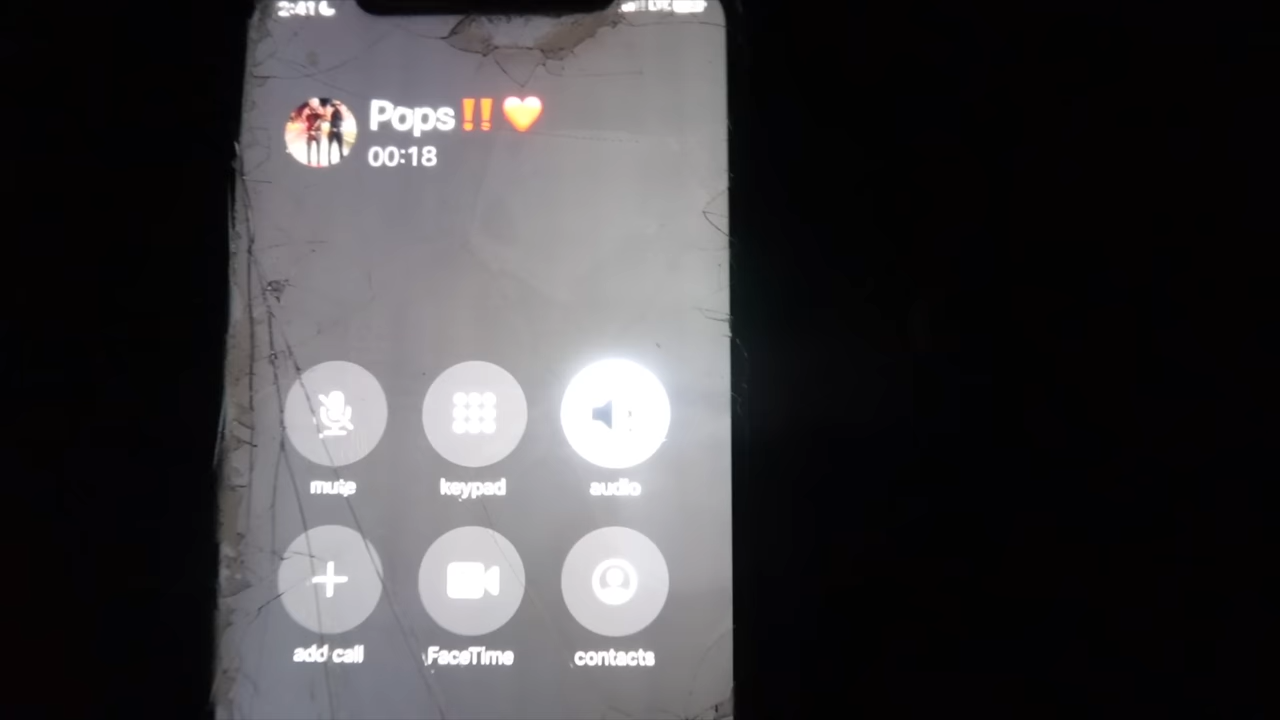 2:41
Pops‼️❤️
00:18
mute keypad audio
add call FaceTime contacts